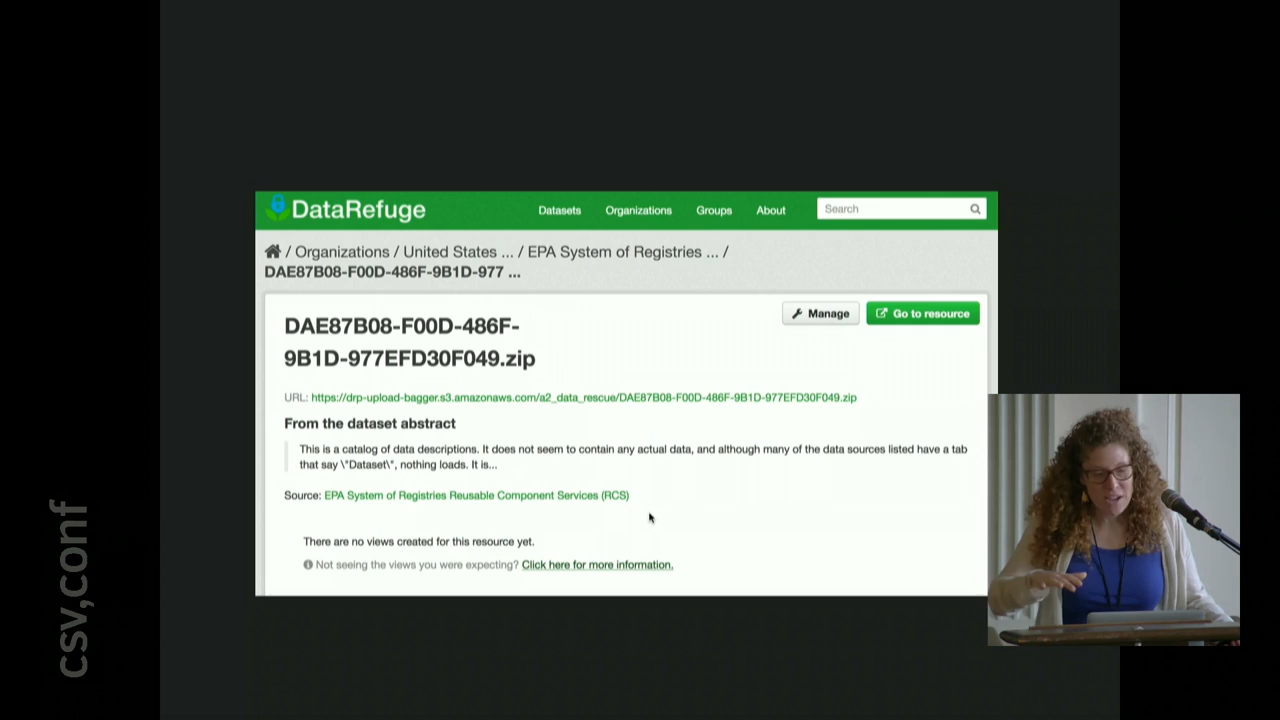 DataRefuge
Datasets Organizations Groups About Search
/ Organizations / United States ... / EPA System of Registries ... /
DAE87B08-F00D-486F-9B1D-977 ...
Manage
Go to resource
DAE87B08-F00D-486F-
9B1D-977EFD30F049.zip
URL: https://drp-upload-bagger.s3.amazonaws.com/a2_data_rescue/DAE87B08-F00D-486F-9B1D-977EFD30F049.zip
From the dataset abstract
This is a catalog of data descriptions. It does not seem to contain any actual data, and although many of the data sources listed have a tab
that say \"Dataset\", nothing loads. It is...
Source: EPA System of Registries Reusable Component Services (RCS)
There are no views created for this resource yet.
Not seeing the views you were expecting? Click here for more information.
csv,conf